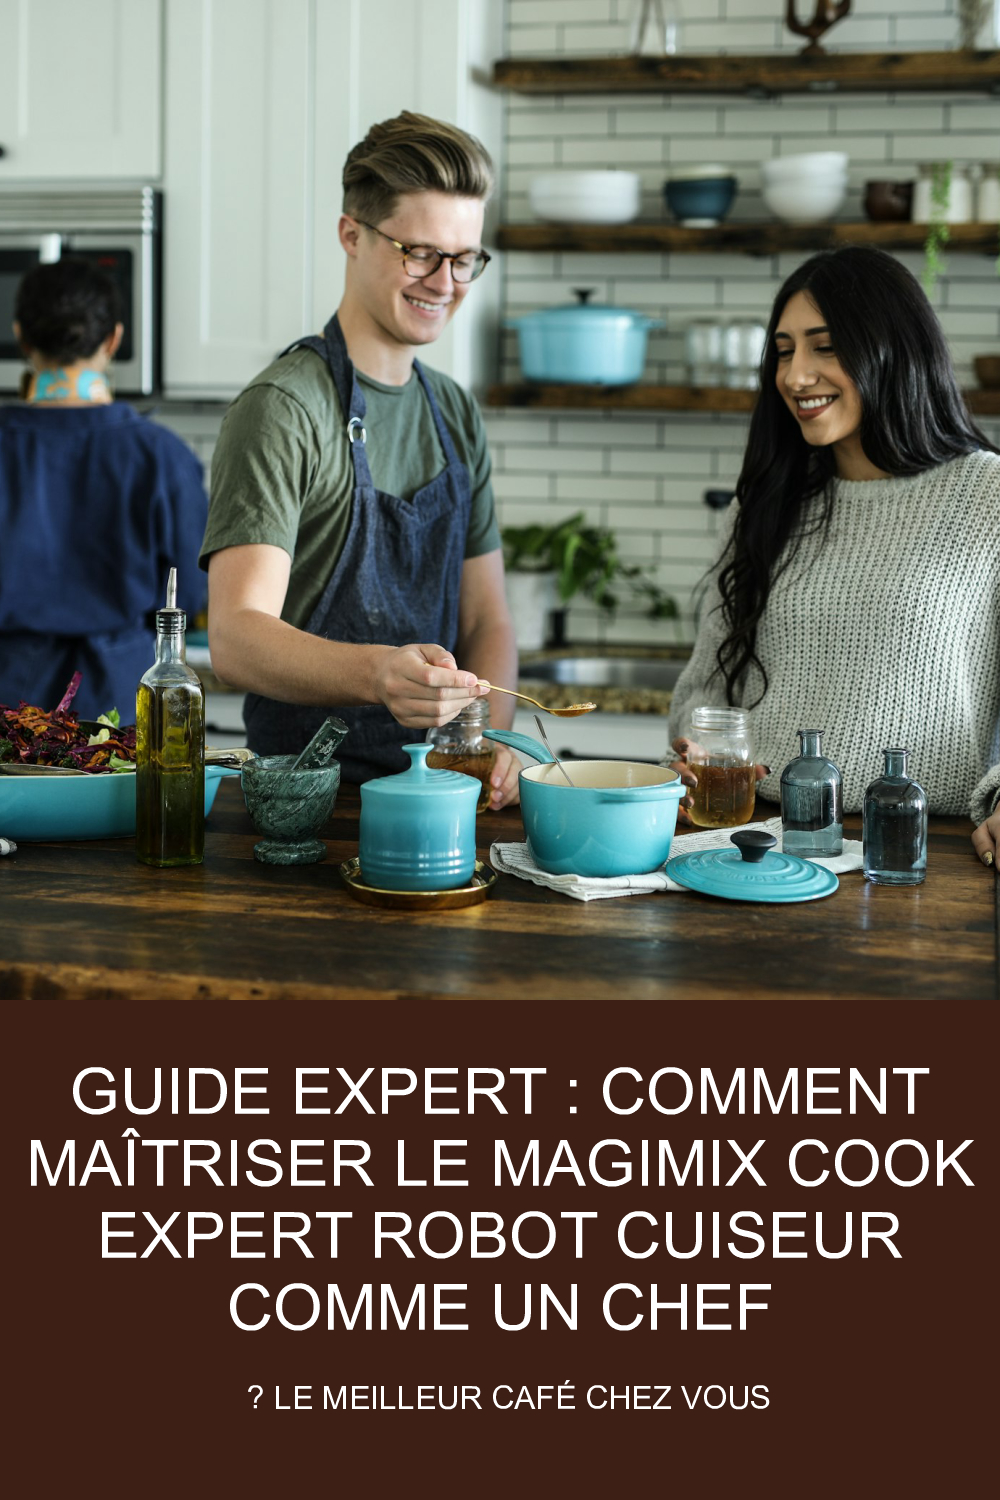 GUIDE EXPERT : COMMENT
MAÎTRISER LE MAGIMIX COOK
EXPERT ROBOT CUISEUR
COMME UN CHEF
? LE MEILLEUR CAFÉ CHEZ VOUS